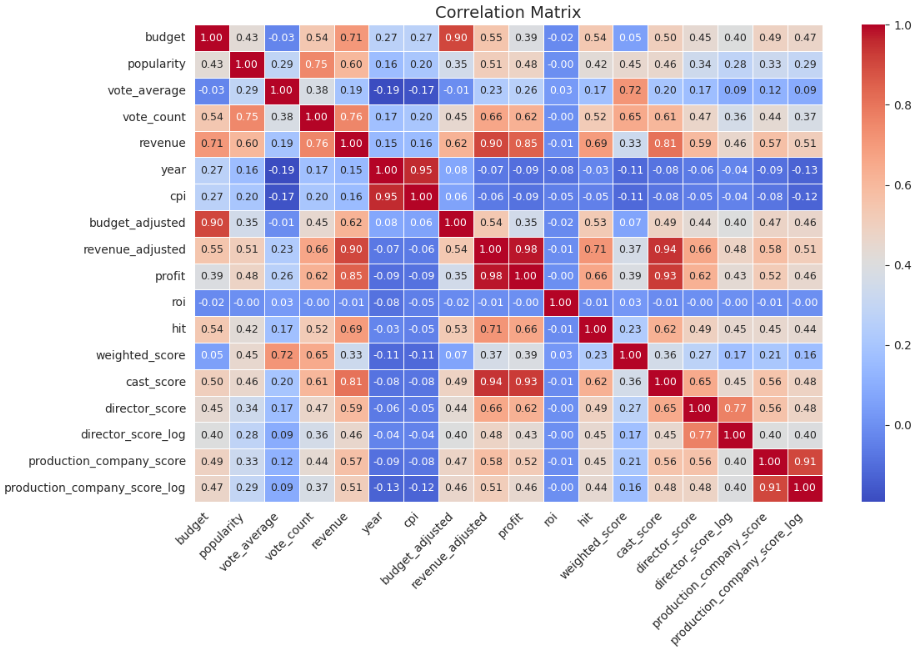 Correlation Matrix
budget 1.00 0.43 -0.03 0.54 0.71 0.27 0.27 0.90 0.55 0.39 -0.02 0.54 0.05 0.50 0.45 0.40 0.49 0.47
popularity 0.43 1.00 0.29 0.75 0.60 0.16 0.20 0.35 0.51 0.48 -0.00 0.42 0.45 0.46 0.34 0.28 0.33 0.29
vote_average -0.03 0.29 1.00 0.38 0.19 -0.19 -0.17 -0.01 0.23 0.26 0.03 0.17 0.72 0.20 0.17 0.09 0.12 0.09
vote_count 0.54 0.75 0.38 1.00 0.76 0.17 0.20 0.45 0.66 0.62 -0.00 0.52 0.65 0.61 0.47 0.36 0.44 0.37
revenue 0.71 0.60 0.19 0.76 1.00 0.15 0.16 0.62 0.90 0.85 -0.01 0.69 0.33 0.81 0.59 0.46 0.57 0.51
year 0.27 0.16 -0.19 0.17 0.15 1.00 0.95 0.08 -0.07 -0.09 -0.08 -0.03 -0.11 -0.08 -0.06 -0.04 -0.09 -0.13
cpi 0.27 0.20 -0.17 0.20 0.16 0.95 1.00 0.06 -0.06 -0.09 -0.05 -0.05 -0.11 -0.08 -0.05 -0.04 -0.08 -0.12
budget_adjusted 0.90 0.35 -0.01 0.45 0.62 0.08 0.06 1.00 0.54 0.35 -0.02 0.53 0.07 0.49 0.44 0.40 0.47 0.46
revenue_adjusted 0.55 0.51 0.23 0.66 0.90 -0.07 -0.06 0.54 1.00 0.98 -0.01 0.71 0.37 0.94 0.66 0.48 0.58 0.51
profit 0.39 0.48 0.26 0.62 0.85 -0.09 -0.09 0.35 0.98 1.00 -0.00 0.66 0.39 0.93 0.62 0.43 0.52 0.46
roi -0.02 -0.00 0.03 -0.00 -0.01 -0.08 -0.05 -0.02 -0.01 -0.00 1.00 -0.01 0.03 -0.01 -0.00 -0.00 -0.01 -0.00
hit 0.54 0.42 0.17 0.52 0.69 -0.03 -0.05 0.53 0.71 0.66 -0.01 1.00 0.23 0.62 0.49 0.45 0.45 0.44
weighted_score 0.05 0.45 0.72 0.65 0.33 -0.11 -0.11 0.07 0.37 0.39 0.03 0.23 1.00 0.36 0.27 0.17 0.21 0.16
cast_score 0.50 0.46 0.20 0.61 0.81 -0.08 -0.08 0.49 0.94 0.93 -0.01 0.62 0.36 1.00 0.65 0.45 0.56 0.48
director_score 0.45 0.34 0.17 0.47 0.59 -0.06 -0.05 0.44 0.66 0.62 -0.00 0.49 0.27 0.65 1.00 0.77 0.56 0.48
director_score_log 0.40 0.28 0.09 0.36 0.46 -0.04 -0.04 0.40 0.48 0.43 -0.00 0.45 0.17 0.45 0.77 1.00 0.40 0.40
production_company_score 0.49 0.33 0.12 0.44 0.57 -0.09 -0.08 0.47 0.58 0.52 -0.01 0.45 0.21 0.56 0.56 0.40 1.00 0.91
production_company_score_log 0.47 0.29 0.09 0.37 0.51 -0.13 -0.12 0.46 0.51 0.46 -0.00 0.44 0.16 0.48 0.48 0.40 0.91 1.00
budget
popularity
vote_average
vote_count
revenue
year
cpi
budget_adjusted
revenue_adjusted
profit
roi
hit
weighted_score
cast_score
director_score
director_score_log
production_company_score
production_company_score_log
1.0
0.8
0.6
0.4
0.2
0.0